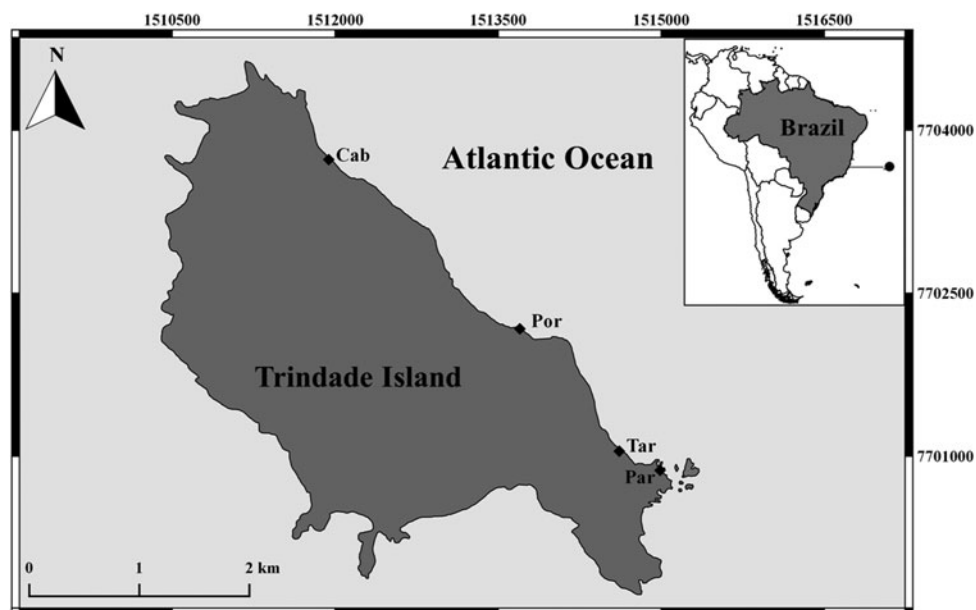 1510500 1512000 1513500 1515000 1516500
N
Brazil
7704000
Cab
Atlantic Ocean
7702500
Por
Trindade Island
Tar
7701000
Par
0 1 2 km